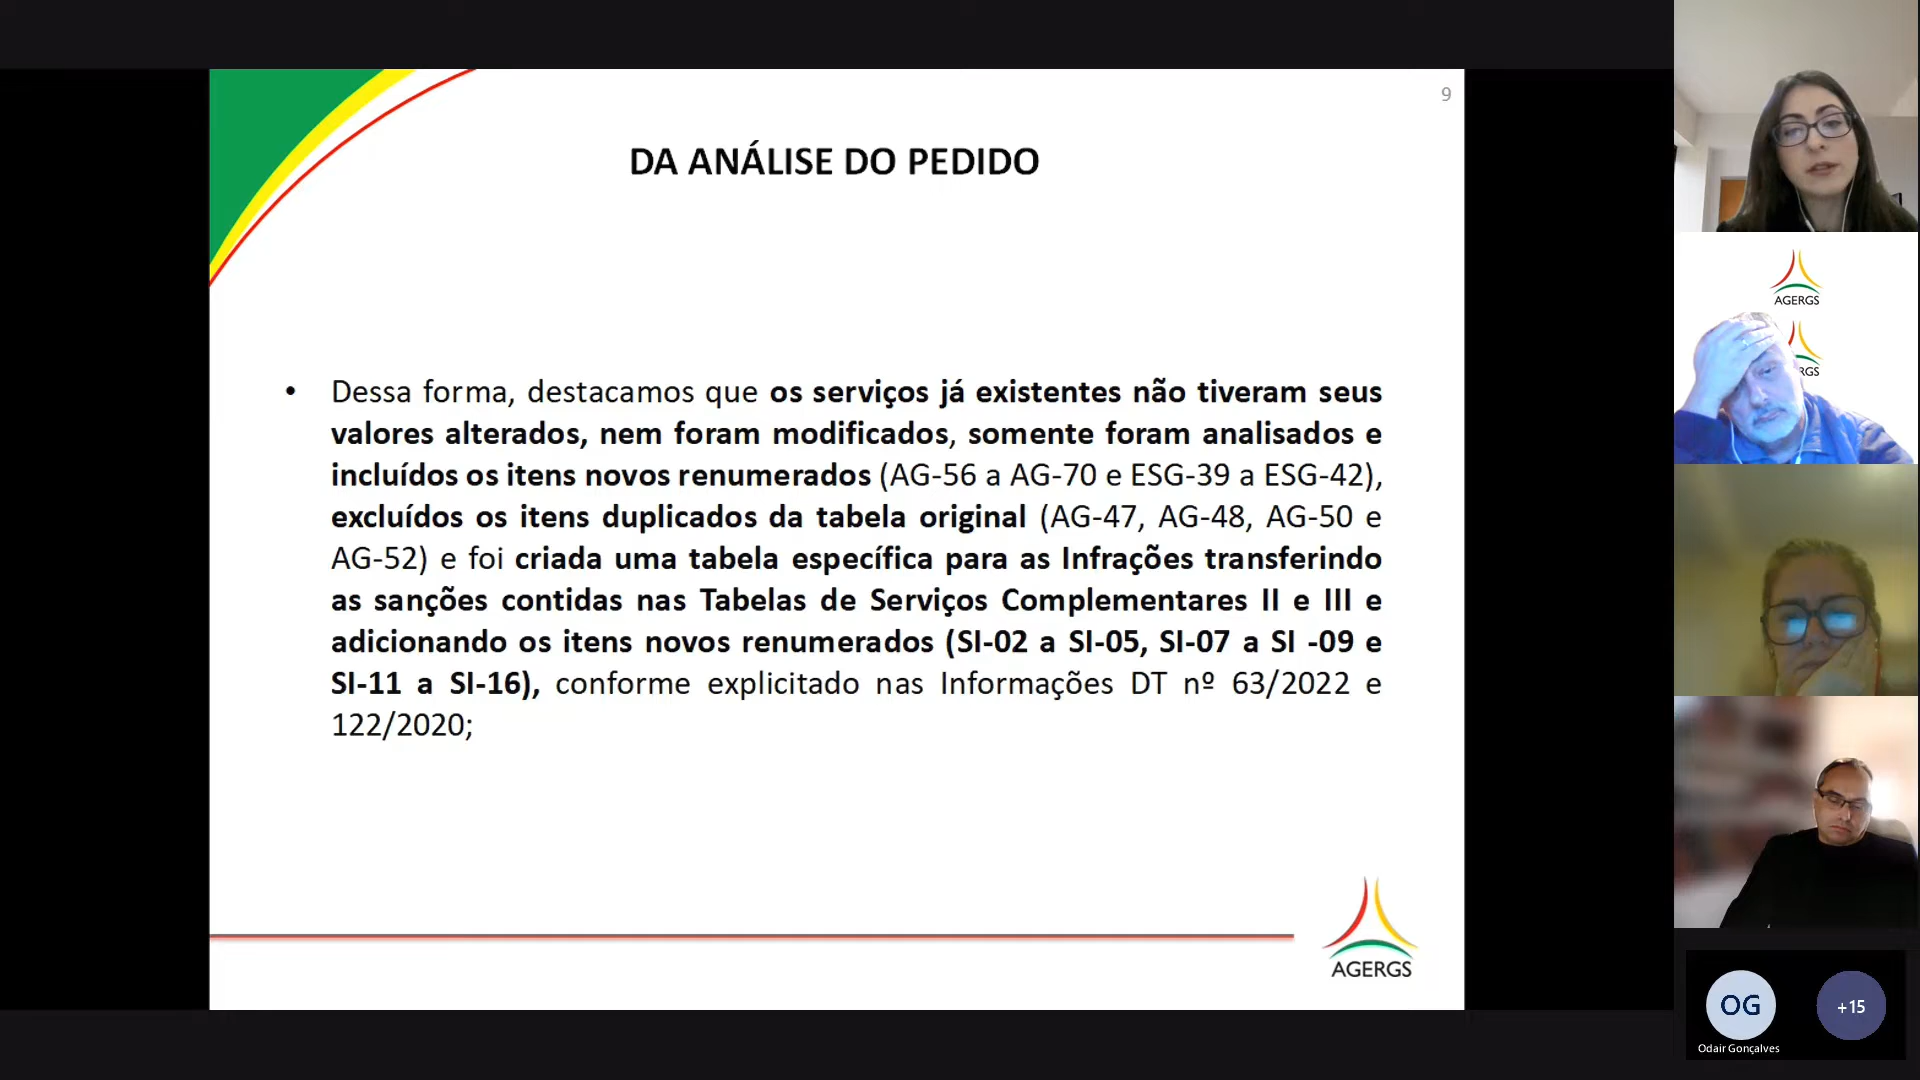 9
DA ANÁLISE DO PEDIDO
• Dessa forma, destacamos que os serviços já existentes não tiveram seus
valores alterados, nem foram modificados, somente foram analisados e
incluídos os itens novos renumerados (AG-56 a AG-70 e ESG-39 a ESG-42),
excluídos os itens duplicados da tabela original (AG-47, AG-48, AG-50 e
AG-52) e foi criada uma tabela específica para as Infrações transferindo
as sanções contidas nas Tabelas de Serviços Complementares II e III e
adicionando os itens novos renumerados (SI-02 a SI-05, SI-07 a SI -09 e
SI-11 a SI-16), conforme explicitado nas Informações DT nº 63/2022 e
122/2020;
AGERGS
AGERGS
RGS
OG
+15
Odair Gonçalves